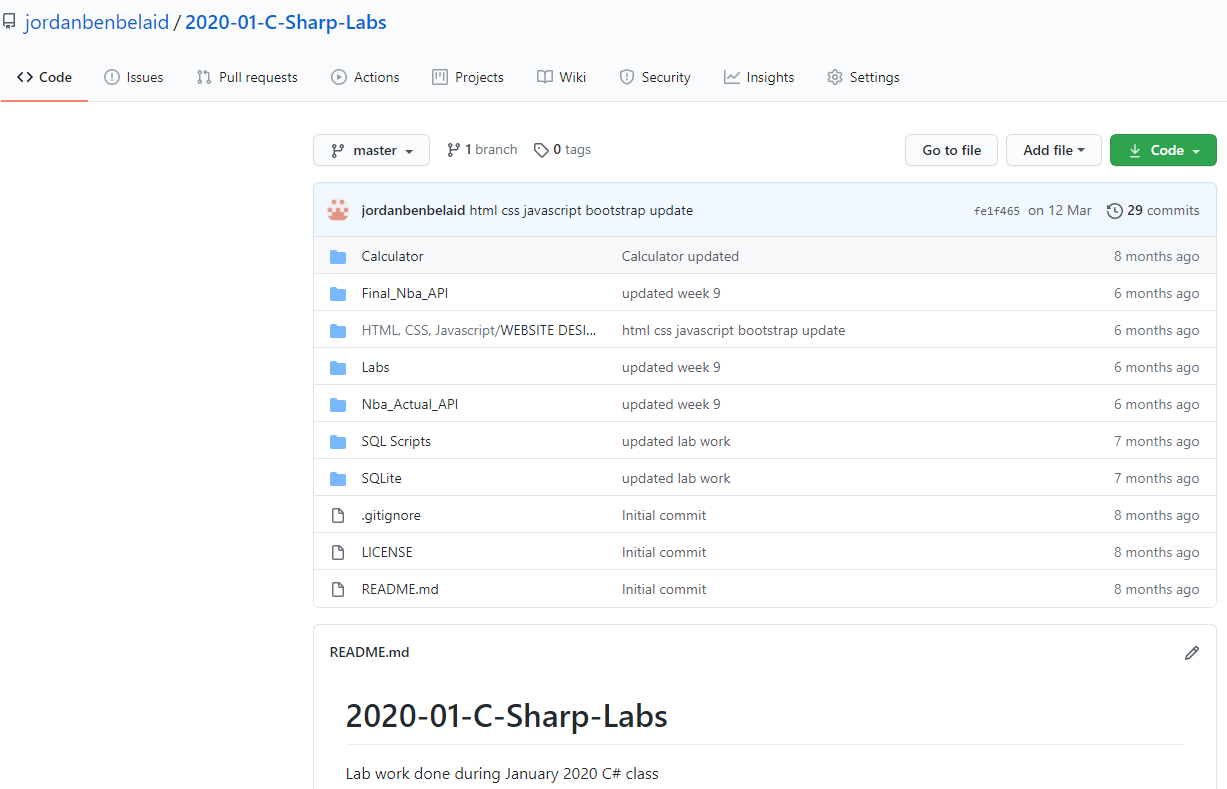 jordanbenbelaid / 2020-01-C-Sharp-Labs
Code Issues Pull requests Actions Projects Wiki Security Insights Settings
master 1 branch 0 tags Go to file Add file Code
jordanbenbelaid html css javascript bootstrap update fe1f465 on 12 Mar 29 commits
Calculator Calculator updated 8 months ago
Final_Nba_API updated week 9 6 months ago
HTML, CSS, Javascript/WEBSITE DESI... html css javascript bootstrap update 6 months ago
Labs updated week 9 6 months ago
Nba_Actual_API updated week 9 6 months ago
SQL Scripts updated lab work 7 months ago
SQLite updated lab work 7 months ago
.gitignore Initial commit 8 months ago
LICENSE Initial commit 8 months ago
README.md Initial commit 8 months ago
README.md
2020-01-C-Sharp-Labs
Lab work done during January 2020 C# class